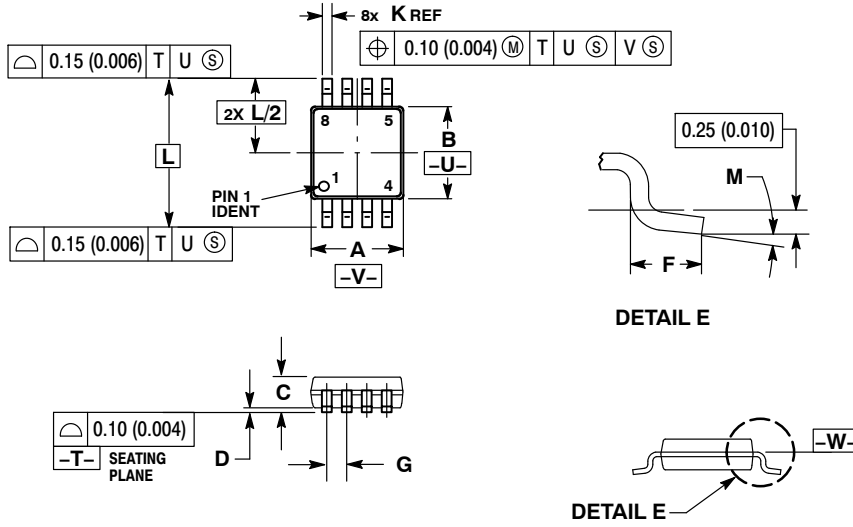 8x K REF
⌓ 0.15 (0.006) T U Ⓢ
⌖ 0.10 (0.004) Ⓜ T U Ⓢ V Ⓢ
2X L/2
8 5
B
–U–
L
1
4
PIN 1
IDENT
⌓ 0.15 (0.006) T U Ⓢ
A
–V–
0.25 (0.010)
M
F
DETAIL E
C
⌓ 0.10 (0.004)
–T– SEATING
PLANE
D
G
–W–
DETAIL E